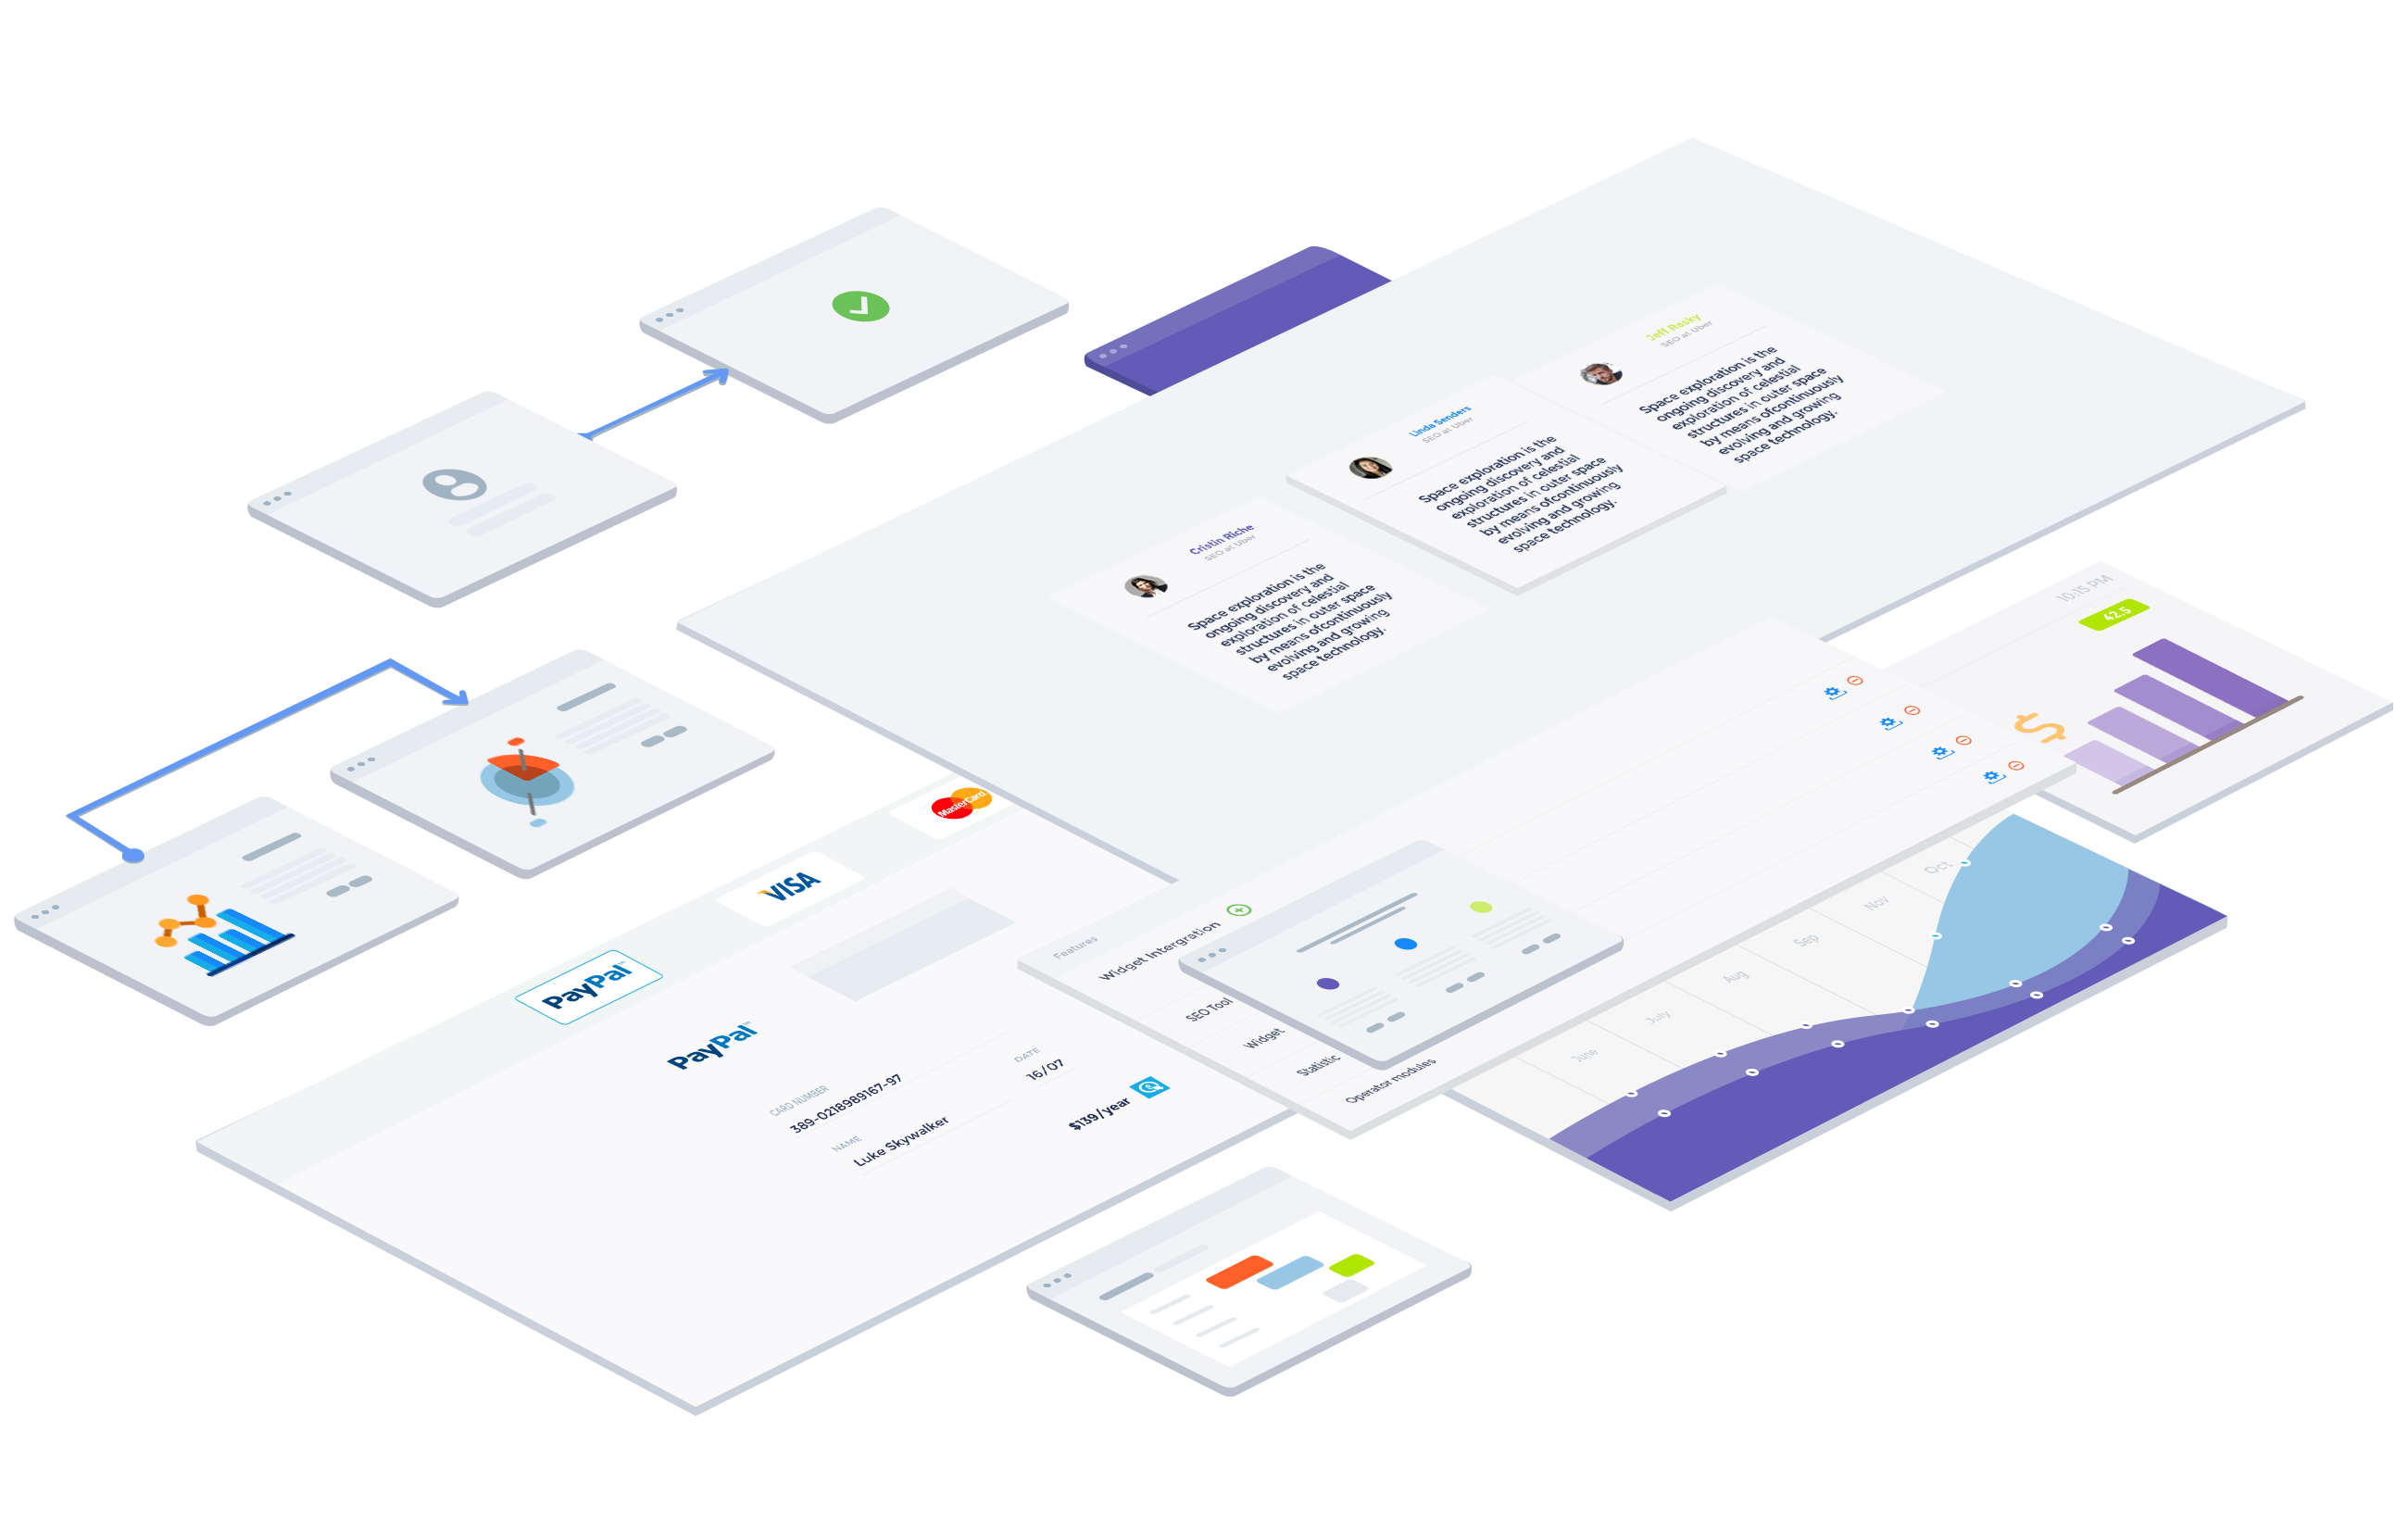 Jeff Rasky
SEO at Uber
Space exploration is the
ongoing discovery and
exploration of celestial
structures in outer space
by means ofcontinuously
evolving and growing
space technology.
Linda Senders
SEO at Uber
Space exploration is the
ongoing discovery and
exploration of celestial
structures in outer space
by means ofcontinuously
evolving and growing
space technology.
Cristin Riche
SEO at Uber
Space exploration is the
ongoing discovery and
exploration of celestial
structures in outer space
by means ofcontinuously
evolving and growing
space technology.
10:15 PM
42.5
$
MasterCard
VISA
PayPal™
PayPal™
CARD NUMBER
389-0218989167-97
DATE
16/07
NAME
Luke Skywalker
$139/year
Features
Widget Intergration
SEO Tool
Widget
Statistic
Operator modules
Oct
Nov
Sep
Aug
July
June